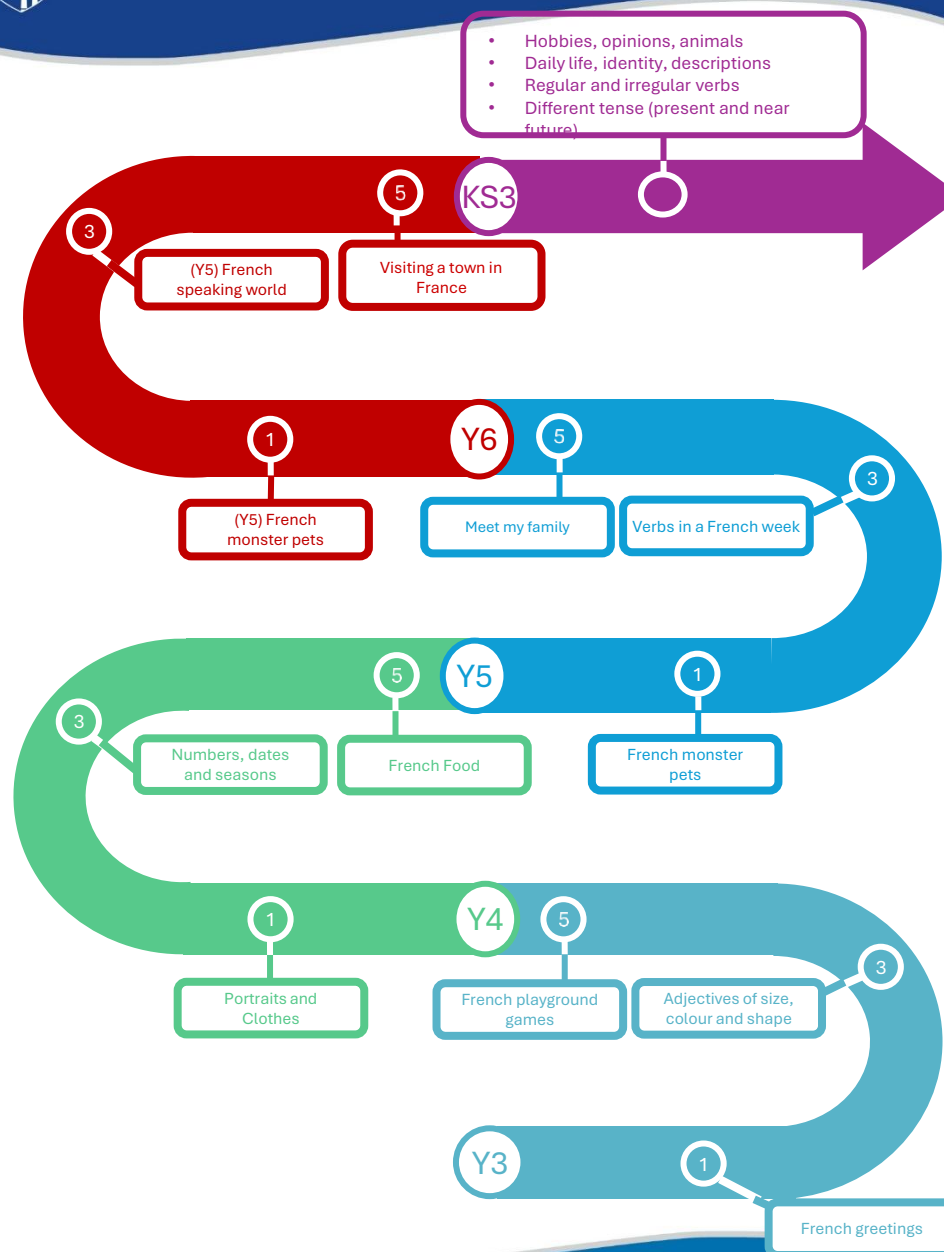 • Hobbies, opinions, animals
• Daily life, identity, descriptions
• Regular and irregular verbs
• Different tense (present and near
future)
5
KS3
3
(Y5) French
speaking world
Visiting a town in
France
1
Y6
5
3
(Y5) French
monster pets
Meet my family
Verbs in a French week
5
Y5
1
3
Numbers, dates
and seasons
French Food
French monster
pets
1
Y4
5
3
Portraits and
Clothes
French playground
games
Adjectives of size,
colour and shape
Y3
1
French greetings